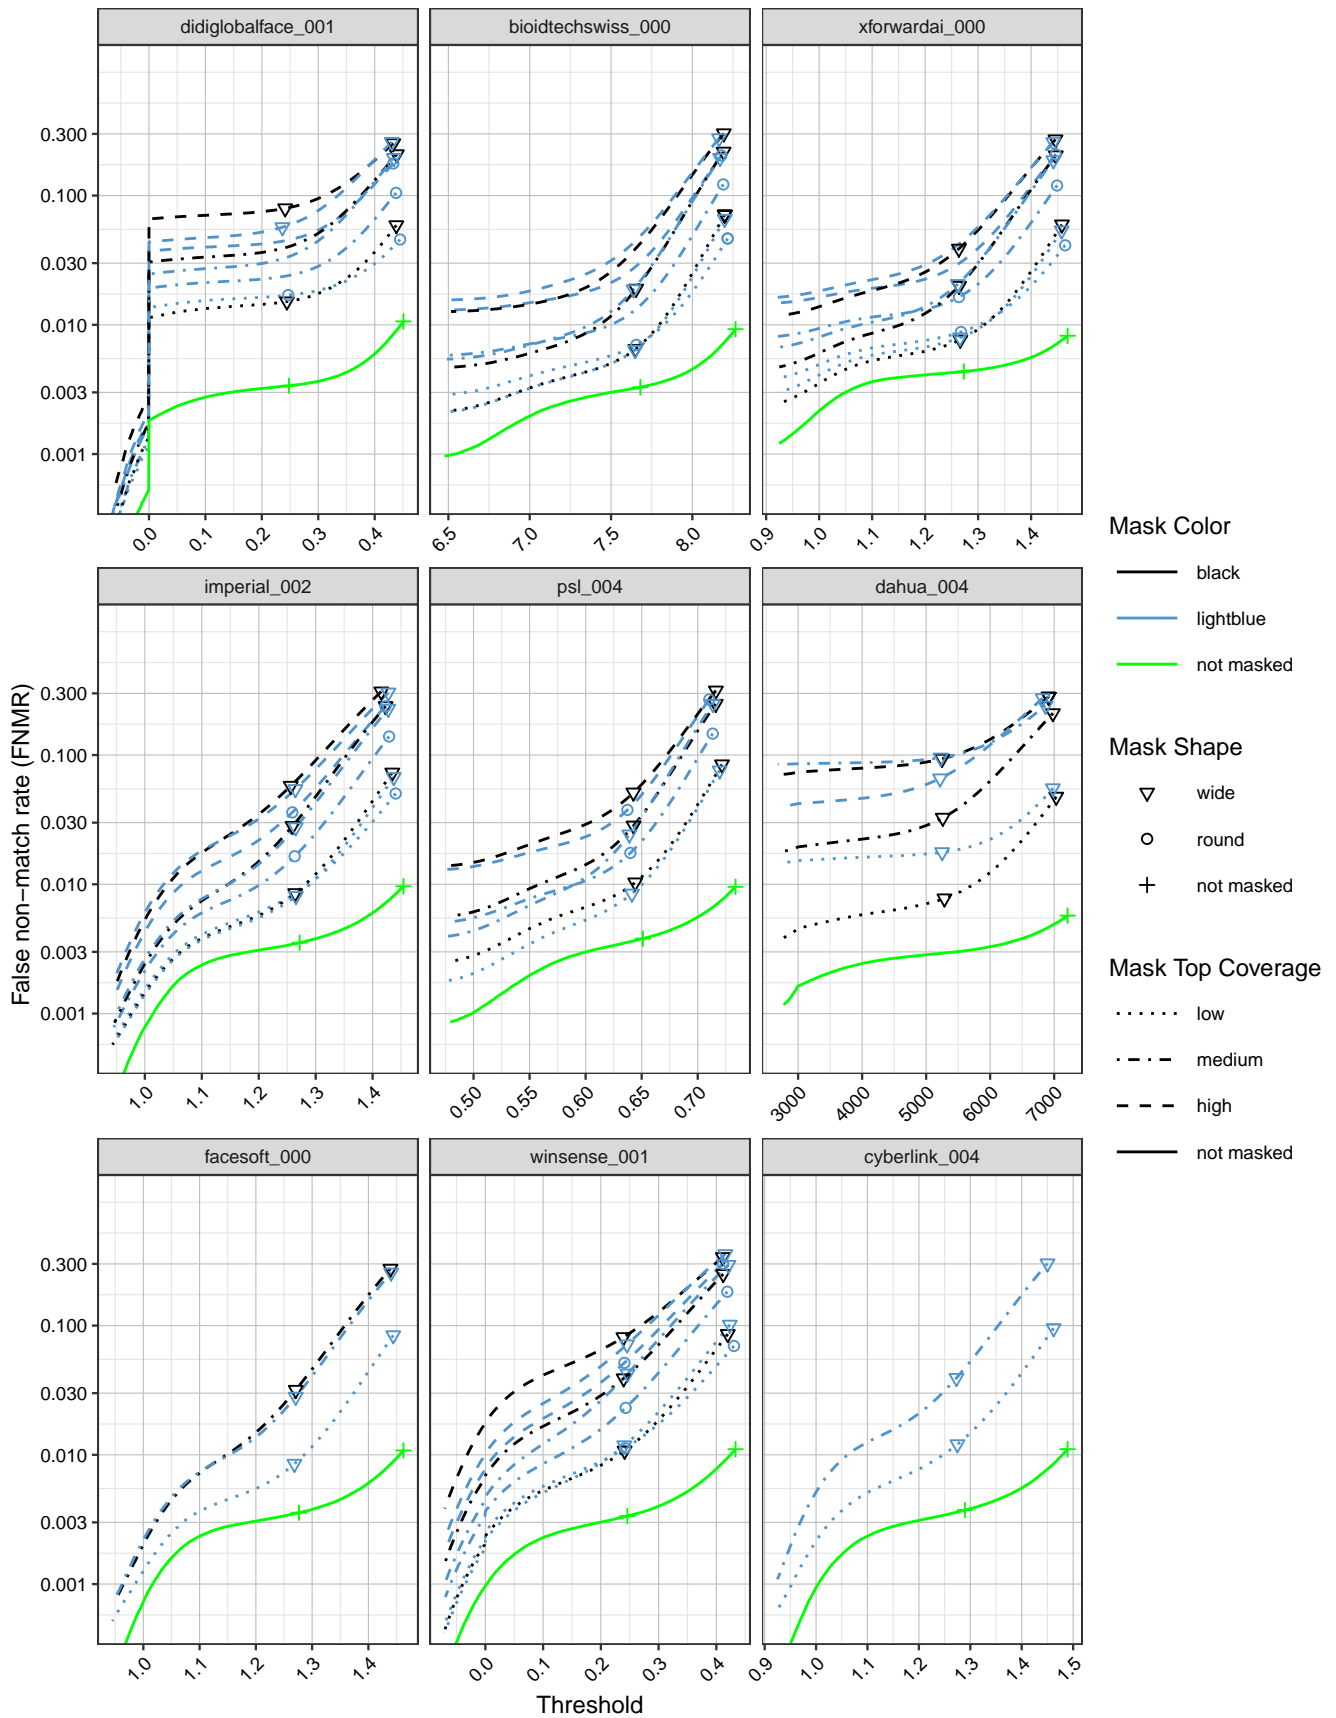 didiglobalface_001
bioidtechswiss_000
xforwardai_000
0.300
0.100
0.030
0.010
0.003
0.001
0.0 0.1 0.2 0.3 0.4
6.5 7.0 7.5 8.0
0.9 1.0 1.1 1.2 1.3 1.4
imperial_002
psl_004
dahua_004
0.300
0.100
0.030
0.010
0.003
0.001
1.0 1.1 1.2 1.3 1.4
0.50 0.55 0.60 0.65 0.70
3000 4000 5000 6000 7000
facesoft_000
winsense_001
cyberlink_004
0.300
0.100
0.030
0.010
0.003
0.001
1.0 1.1 1.2 1.3 1.4
0.0 0.1 0.2 0.3 0.4
0.9 1.0 1.1 1.2 1.3 1.4 1.5
False non−match rate (FNMR)
Threshold
Mask Color
black
lightblue
not masked
Mask Shape
wide
round
not masked
Mask Top Coverage
low
medium
high
not masked